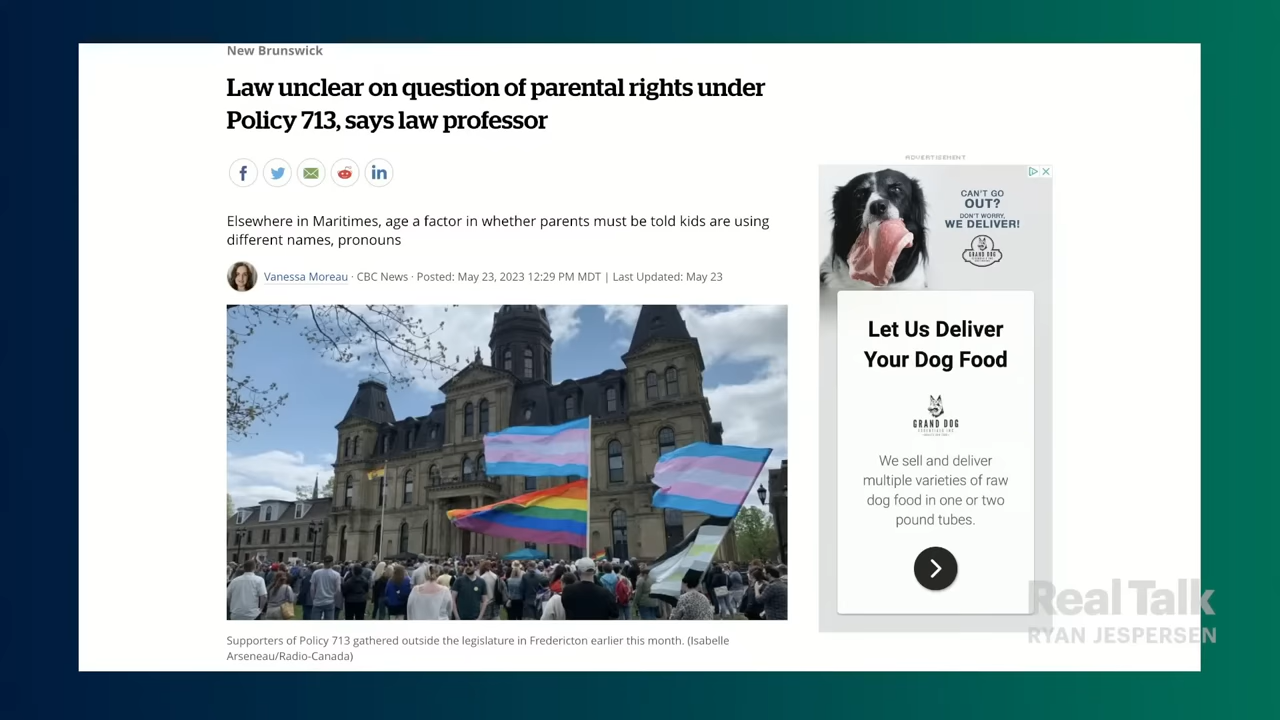 New Brunswick
Law unclear on question of parental rights under
Policy 713, says law professor
Elsewhere in Maritimes, age a factor in whether parents must be told kids are using
different names, pronouns
Vanessa Moreau · CBC News · Posted: May 23, 2023 12:29 PM MDT | Last Updated: May 23
Supporters of Policy 713 gathered outside the legislature in Fredericton earlier this month. (Isabelle
Arseneau/Radio-Canada)
ADVERTISEMENT
CAN'T GO
OUT?
DON'T WORRY,
WE DELIVER!
GRAND DOG
Let Us Deliver
Your Dog Food
GRAND DOG
We sell and deliver
multiple varieties of raw
dog food in one or two
pound tubes.
Real Talk
RYAN JESPERSEN